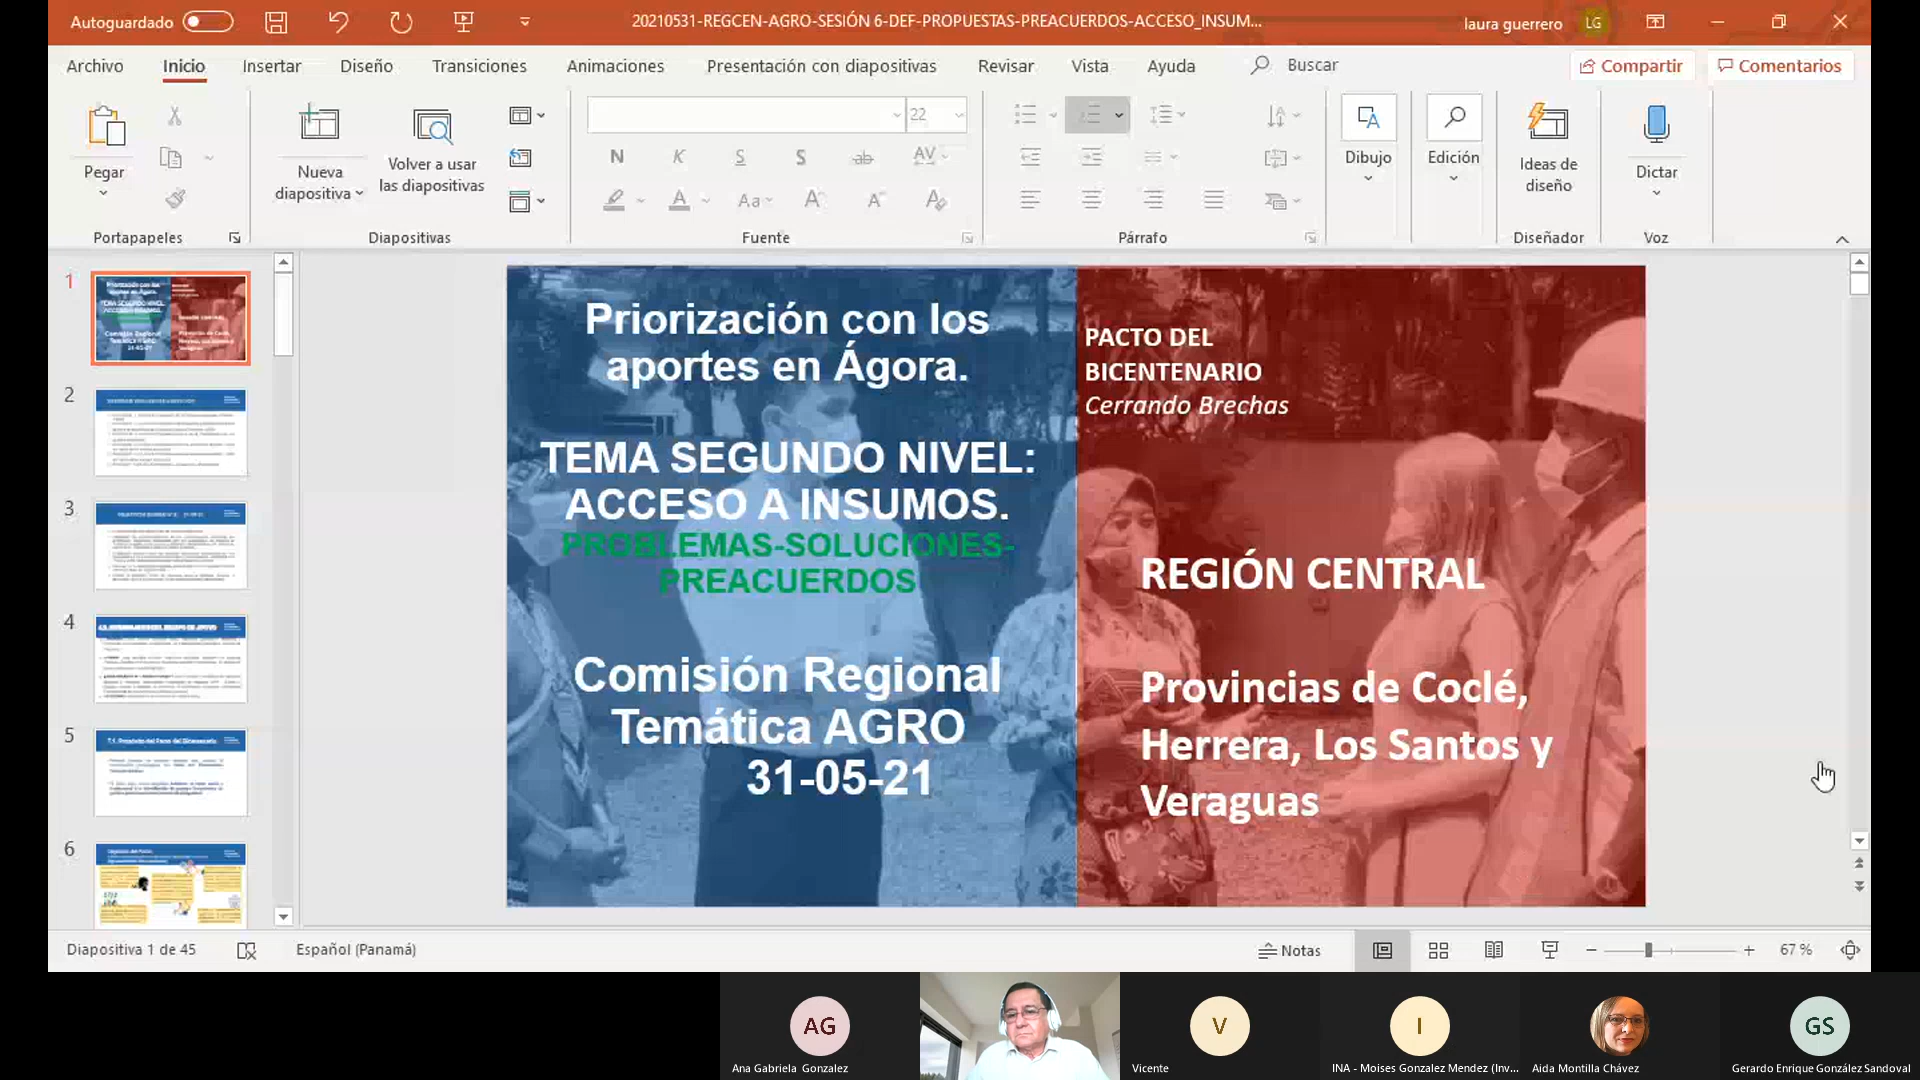 Autoguardado
20210531-REGCEN-AGRO-SESIÓN 6-DEF-PROPUESTAS-PREACUERDOS-ACCESO_INSUM...
laura guerrero
LG
Archivo
Inicio
Insertar
Diseño
Transiciones
Animaciones
Presentación con diapositivas
Revisar
Vista
Ayuda
Buscar
Compartir
Comentarios
Pegar
Nueva
diapositiva
Volver a usar
las diapositivas
22
N K S S ab AV
A Aa A A A
Dibujo
Edición
Ideas de
diseño
Dictar
Portapapeles
Diapositivas
Fuente
Párrafo
Diseñador
Voz
1
2
3
4
5
6
Priorización con los
aportes en Ágora.
TEMA SEGUNDO NIVEL:
ACCESO A INSUMOS.
PROBLEMAS-SOLUCIONES-
PREACUERDOS
Comisión Regional
Temática AGRO
31-05-21
PACTO DEL
BICENTENARIO
Cerrando Brechas
REGIÓN CENTRAL
Provincias de Coclé,
Herrera, Los Santos y
Veraguas
Diapositiva 1 de 45
Español (Panamá)
Notas
67 %
AG
Ana Gabriela Gonzalez
V
Vicente
I
INA - Moises Gonzalez Mendez (Inv...
Aida Montilla Chávez
GS
Gerardo Enrique González Sandoval